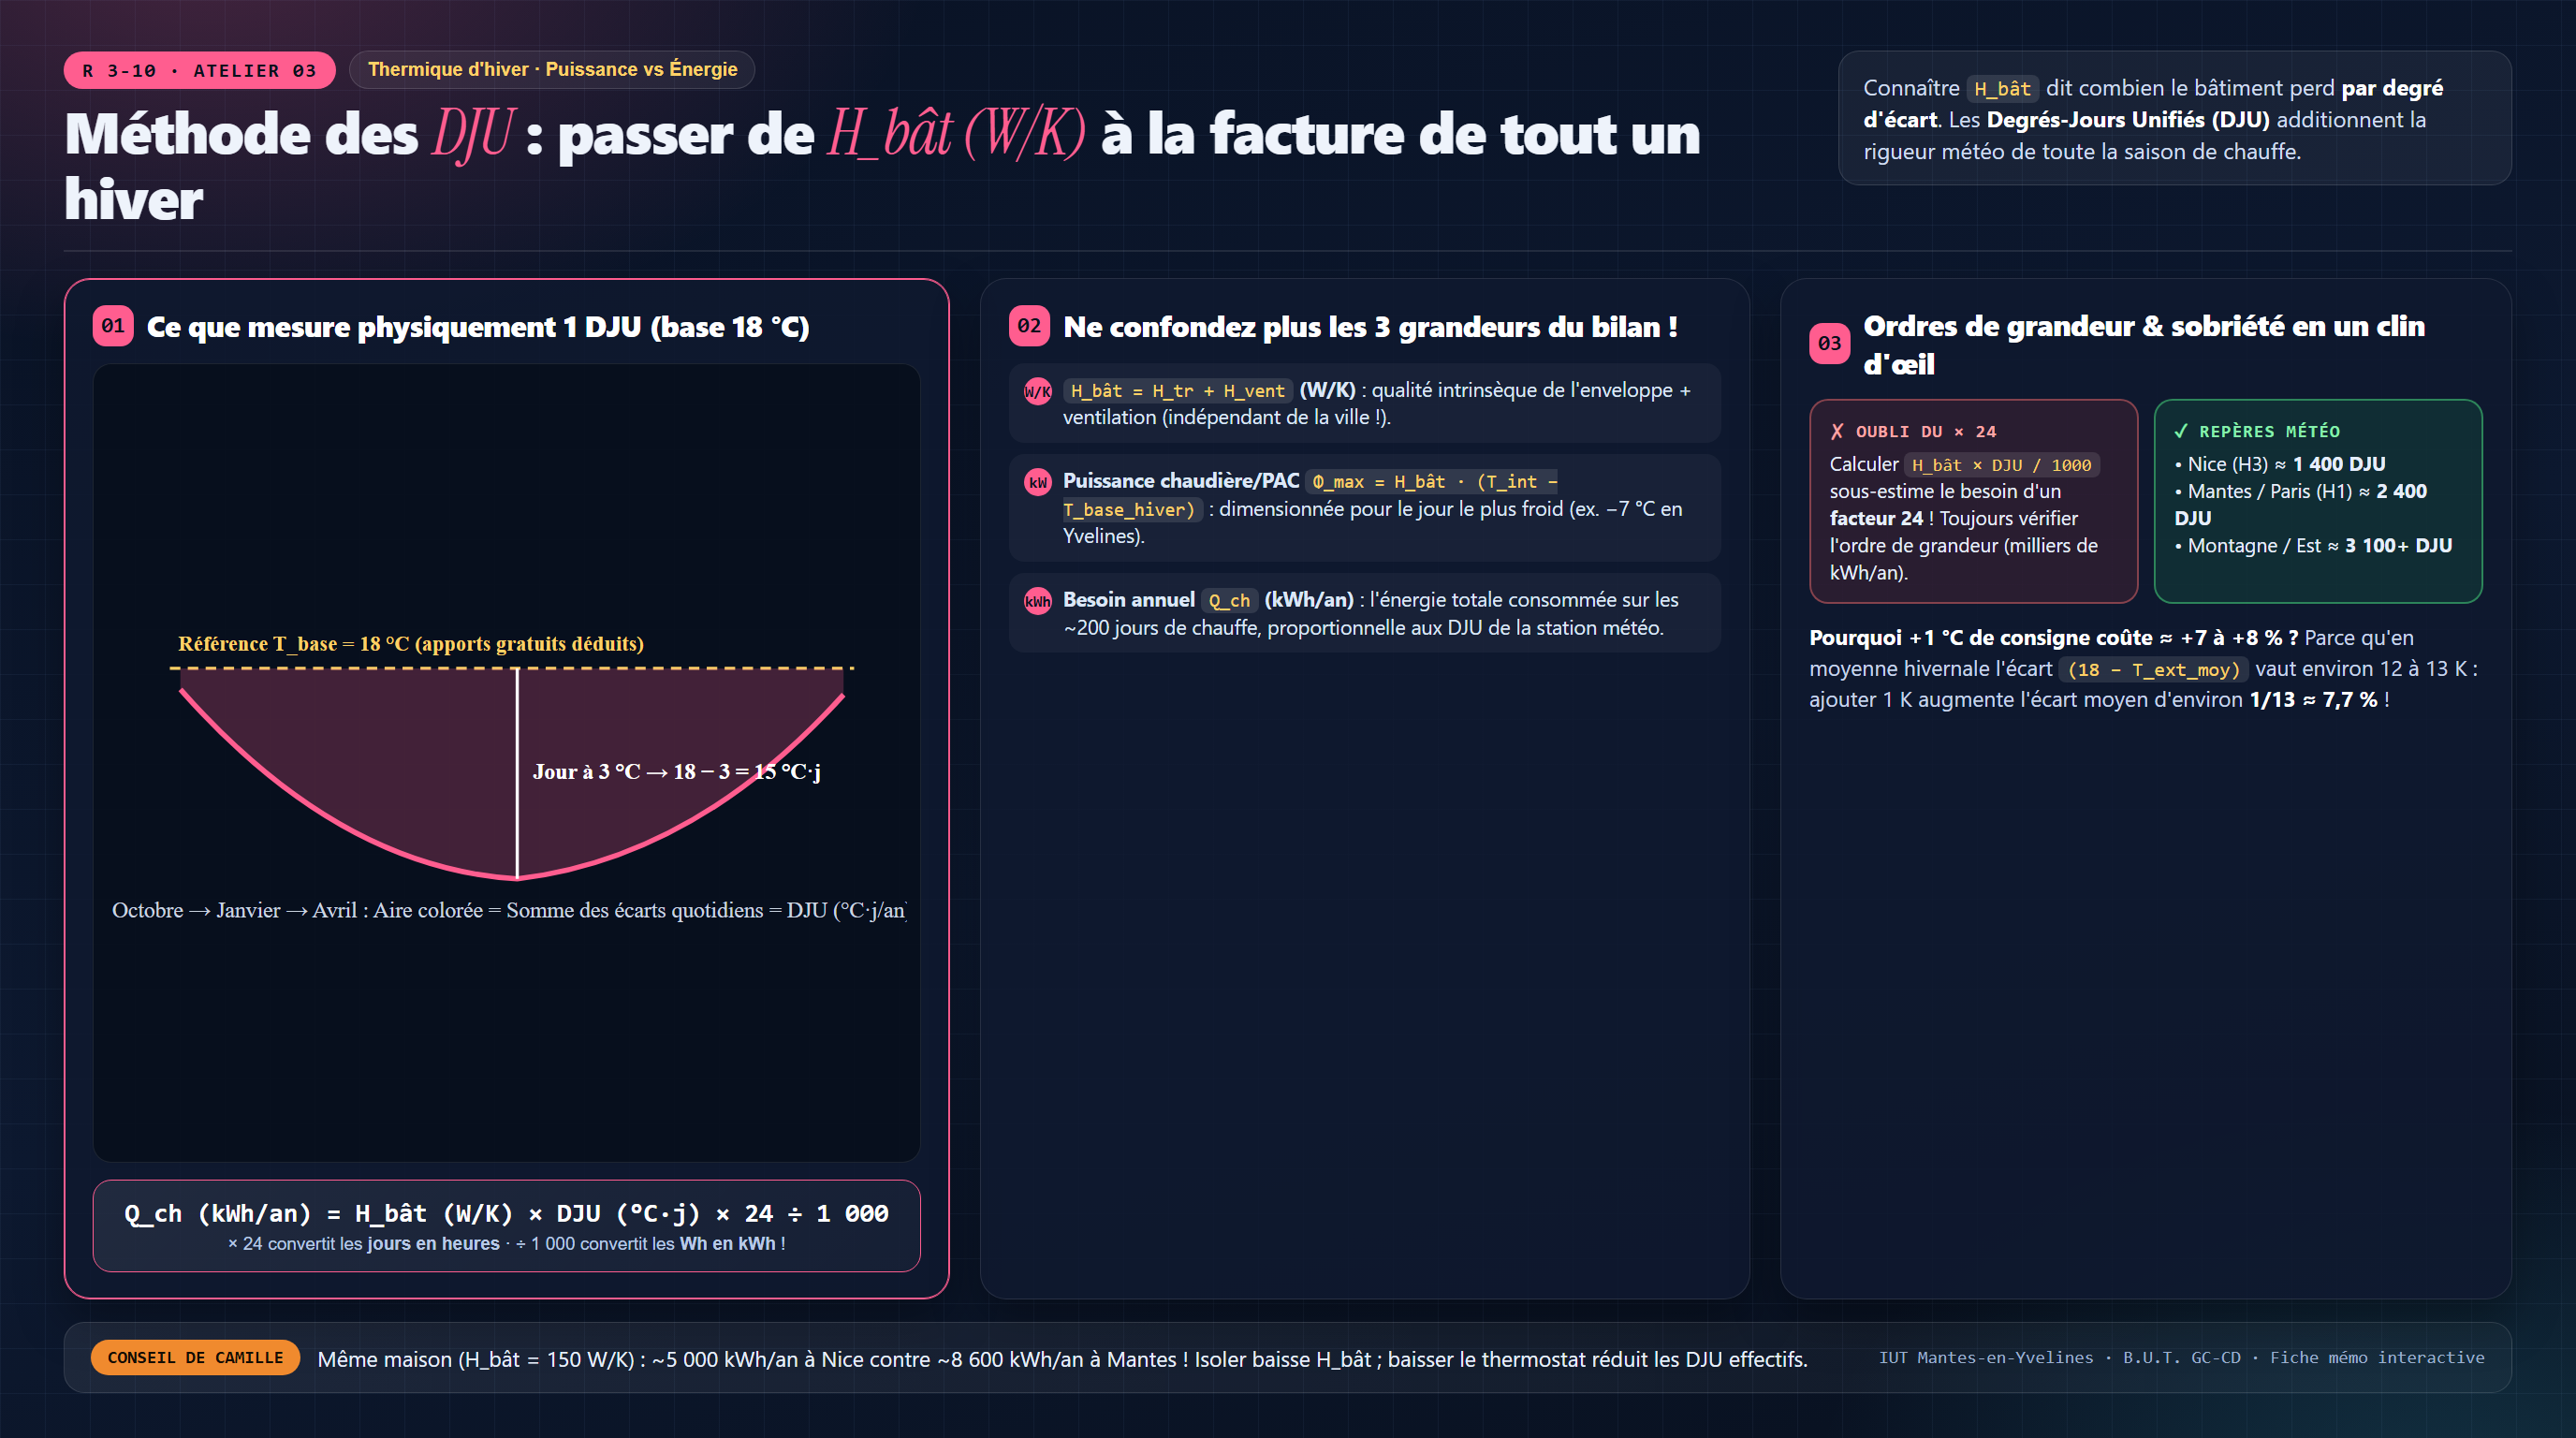 R 3-10 · ATELIER 03
Thermique d'hiver · Puissance vs Énergie
Méthode des DJU : passer de H_bât (W/K) à la facture de tout un
hiver
Connaître H_bât dit combien le bâtiment perd par degré
d'écart. Les Degrés-Jours Unifiés (DJU) additionnent la
rigueur météo de toute la saison de chauffe.
01 Ce que mesure physiquement 1 DJU (base 18 °C)
Référence T_base = 18 °C (apports gratuits déduits)
Jour à 3 °C → 18 − 3 = 15 °C·j
Octobre → Janvier → Avril : Aire colorée = Somme des écarts quotidiens = DJU (°C·j/an)
Q_ch (kWh/an) = H_bât (W/K) × DJU (°C·j) × 24 ÷ 1 000
× 24 convertit les jours en heures · ÷ 1 000 convertit les Wh en kWh !
02 Ne confondez plus les 3 grandeurs du bilan !
W/K H_bât = H_tr + H_vent (W/K) : qualité intrinsèque de l'enveloppe +
ventilation (indépendant de la ville !).
kW Puissance chaudière/PAC Φ_max = H_bât · (T_int −
T_base_hiver) : dimensionnée pour le jour le plus froid (ex. −7 °C en
Yvelines).
kWh Besoin annuel Q_ch (kWh/an) : l'énergie totale consommée sur les
~200 jours de chauffe, proportionnelle aux DJU de la station météo.
03 Ordres de grandeur & sobriété en un clin
d'œil
✗ OUBLI DU × 24
Calculer H_bât × DJU / 1000
sous-estime le besoin d'un
facteur 24 ! Toujours vérifier
l'ordre de grandeur (milliers de
kWh/an).
✓ REPÈRES MÉTÉO
• Nice (H3) ≈ 1 400 DJU
• Mantes / Paris (H1) ≈ 2 400
DJU
• Montagne / Est ≈ 3 100+ DJU
Pourquoi +1 °C de consigne coûte ≈ +7 à +8 % ? Parce qu'en
moyenne hivernale l'écart (18 − T_ext_moy) vaut environ 12 à 13 K :
ajouter 1 K augmente l'écart moyen d'environ 1/13 ≈ 7,7 % !
CONSEIL DE CAMILLE
Même maison (H_bât = 150 W/K) : ~5 000 kWh/an à Nice contre ~8 600 kWh/an à Mantes ! Isoler baisse H_bât ; baisser le thermostat réduit les DJU effectifs.
IUT Mantes-en-Yvelines · B.U.T. GC-CD · Fiche mémo interactive